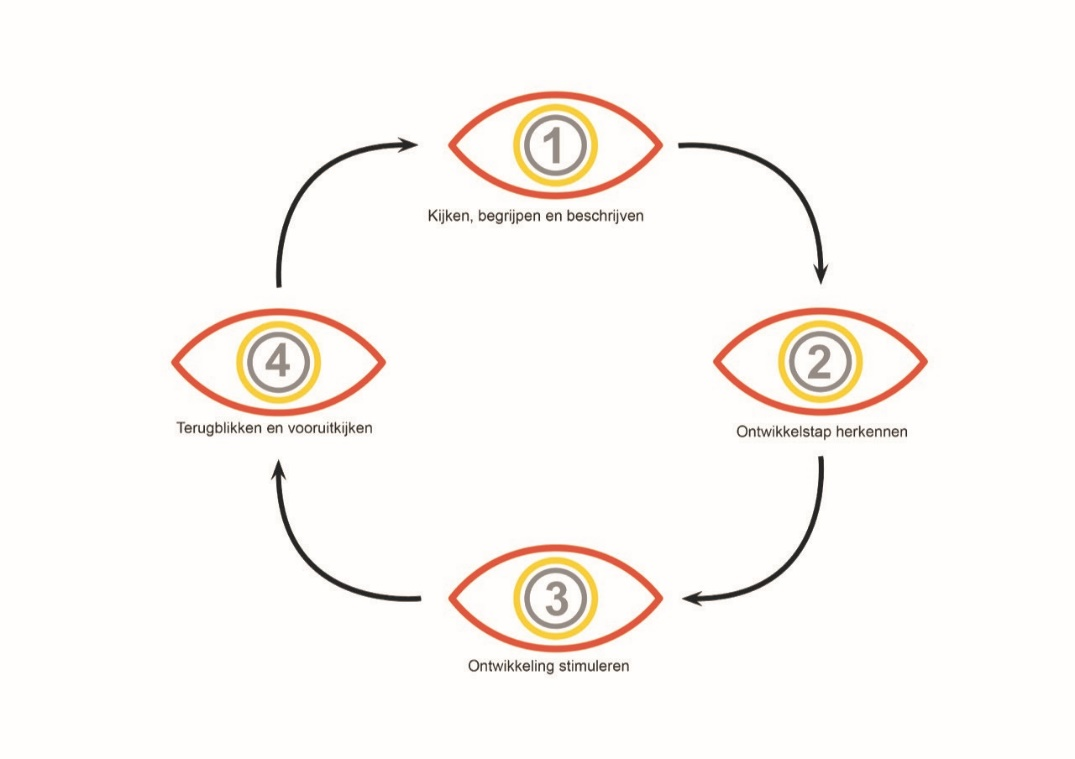 1
Kijken, begrijpen en beschrijven
2
Ontwikkelstap herkennen
3
Ontwikkeling stimuleren
4
Terugblikken en vooruitkijken